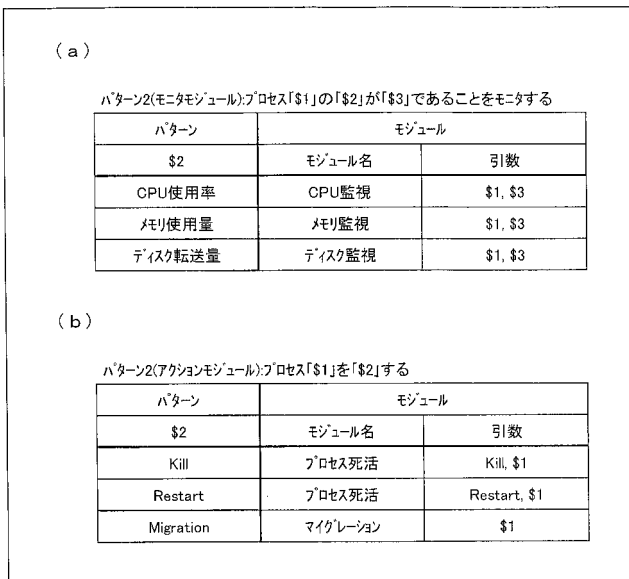 (a)
パターン2(モニタモジュール):プロセス「$1」の「$2」が「$3」であることをモニタする
パターン モジュール
$2 モジュール名 引数
CPU使用率 CPU監視 $1, $3
メモリ使用量 メモリ監視 $1, $3
ディスク転送量 ディスク監視 $1, $3
(b)
パターン2(アクションモジュール):プロセス「$1」を「$2」する
パターン モジュール
$2 モジュール名 引数
Kill プロセス死活 Kill, $1
Restart プロセス死活 Restart, $1
Migration マイグレーション $1